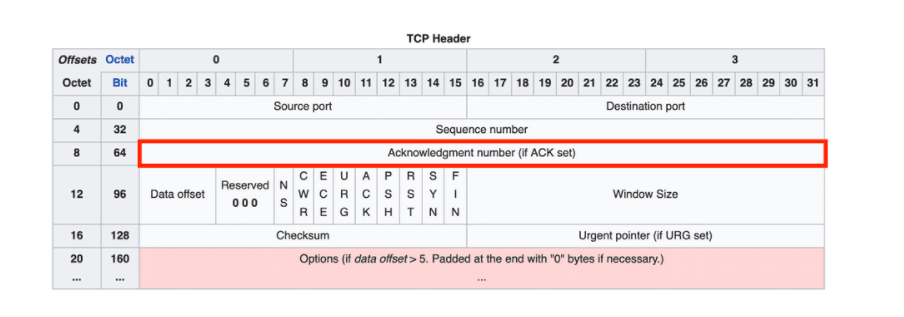 TCP Header
Offsets Octet 0 1 2 3
Octet Bit 0 1 2 3 4 5 6 7 8 9 10 11 12 13 14 15 16 17 18 19 20 21 22 23 24 25 26 27 28 29 30 31
0 0 Source port Destination port
4 32 Sequence number
8 64 Acknowledgment number (if ACK set)
12 96 Data offset Reserved 0 0 0 NS CWR ECE URG ACK PSH RST SYN FIN Window Size
16 128 Checksum Urgent pointer (if URG set)
20 160 Options (if data offset > 5. Padded at the end with "0" bytes if necessary.)
... ... ...